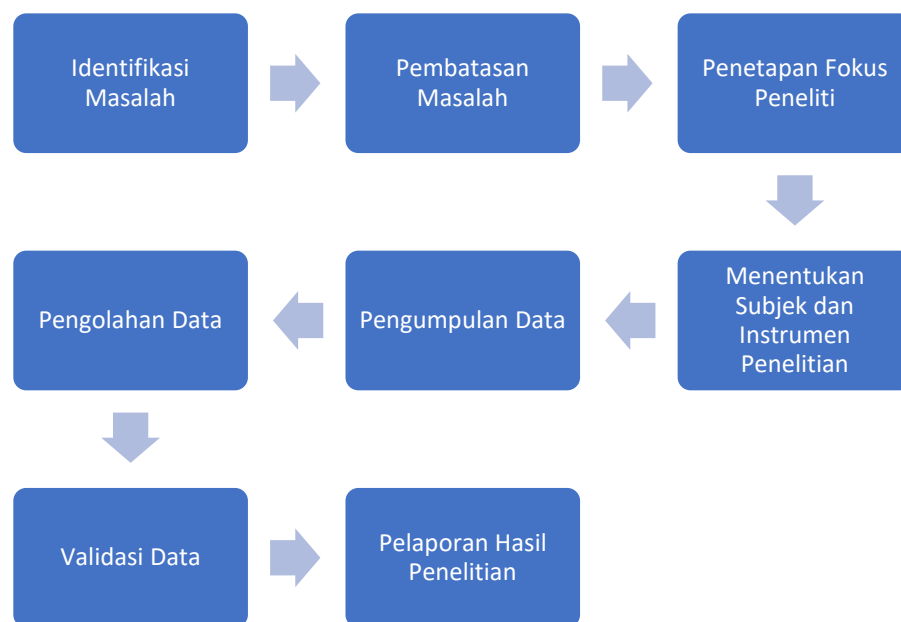 Identifikasi
Masalah
Pembatasan
Masalah
Penetapan Fokus
Peneliti
Menentukan
Subjek dan
Instrumen
Penelitian
Pengumpulan Data
Pengolahan Data
Validasi Data
Pelaporan Hasil
Penelitian